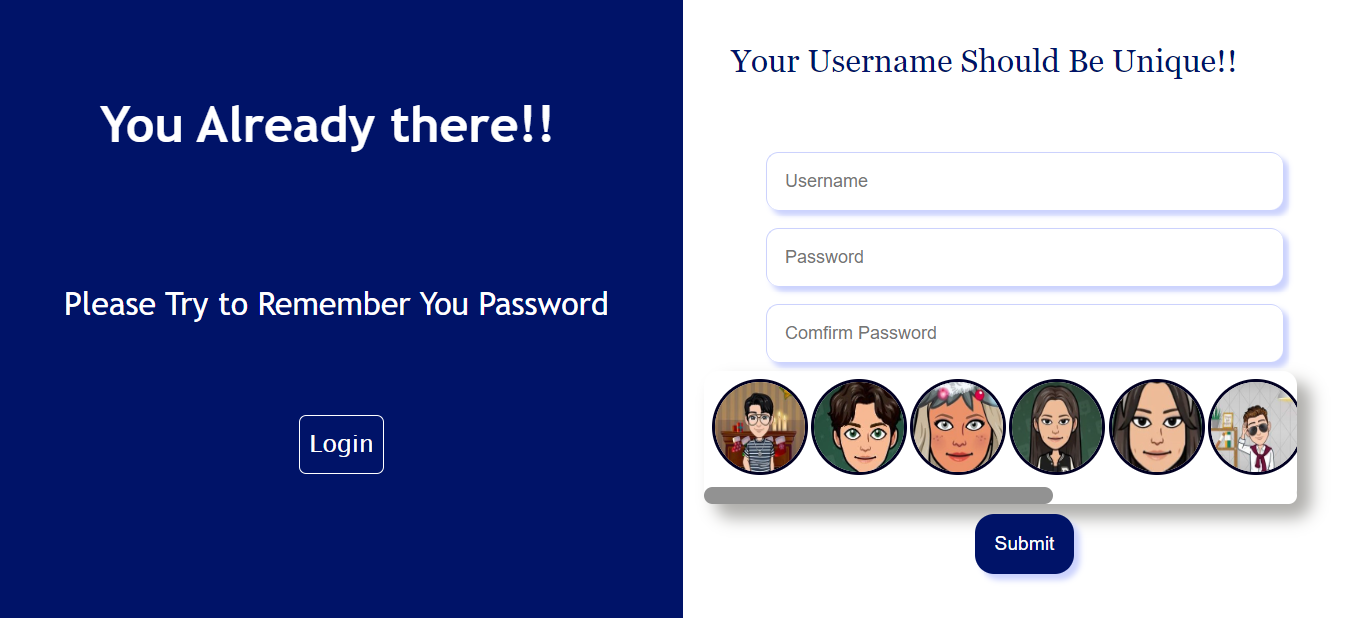 You Already there!!
Please Try to Remember You Password
Login
Your Username Should Be Unique!!
Username
Password
Comfirm Password
Submit